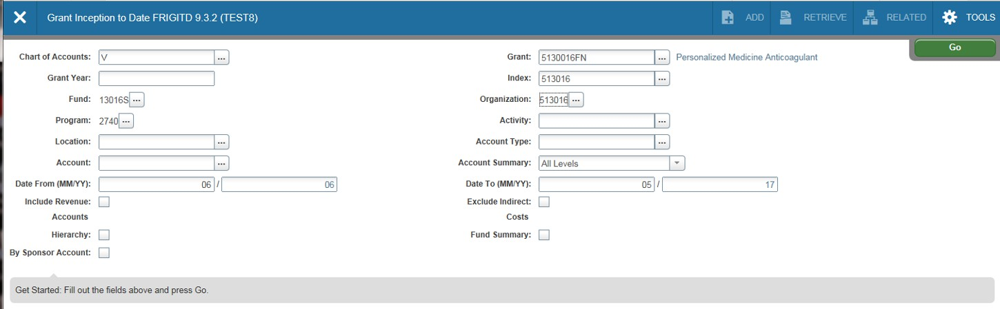 Grant Inception to Date FRIGITD 9.3.2 (TEST8) ADD RETRIEVE RELATED TOOLS
Go
Chart of Accounts: V ... Grant: 5130016FN ... Personalized Medicine Anticoagulant
Grant Year: Index: 513016 ...
Fund: 13016S ... Organization: 513016 ...
Program: 2740 ... Activity: ...
Location: ... Account Type: ...
Account: ... Account Summary: All Levels
Date From (MM/YY): 06 / 06 Date To (MM/YY): 05 / 17
Include Revenue: Exclude Indirect:
Accounts Costs
Hierarchy: Fund Summary:
By Sponsor Account:
Get Started: Fill out the fields above and press Go.